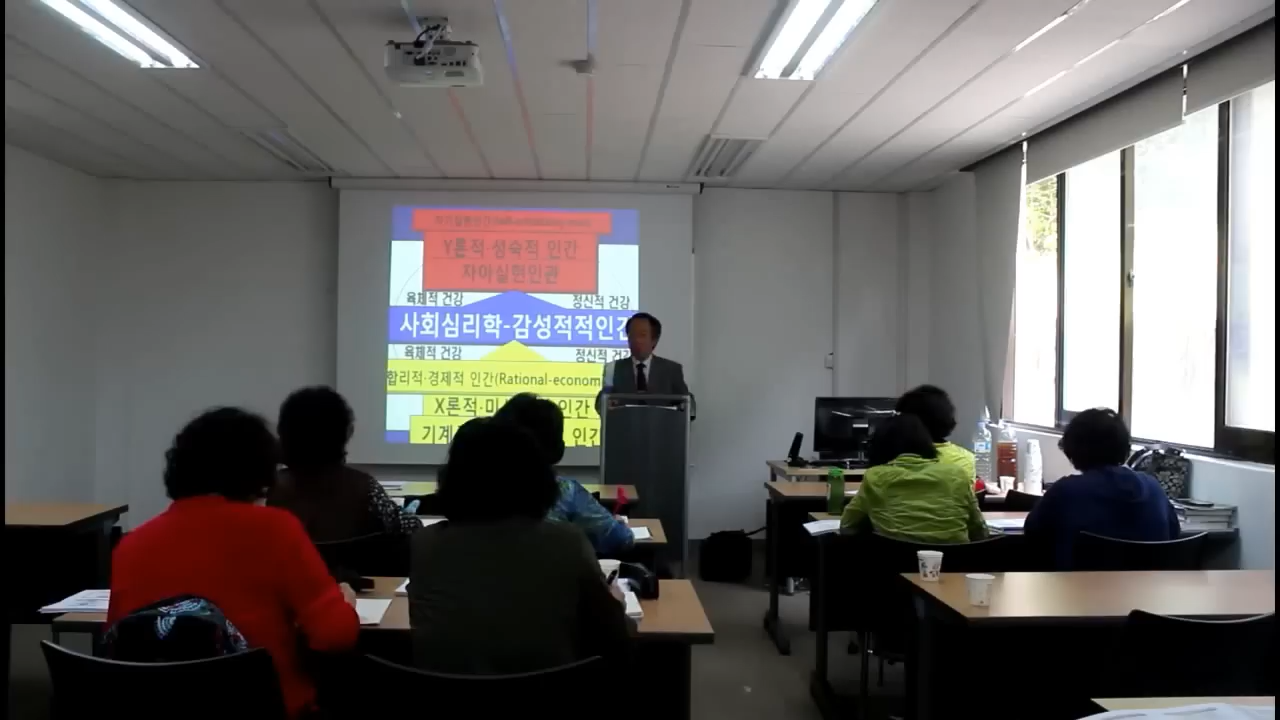 Y론적·성숙적 인간
자아실현인관
육체적 건강 정신적 건강
사회심리학-감성적적인간
육체적 건강 정신적 건
합리적·경제적 인간(Rational-econom
X론적·미 인간
기계 인간